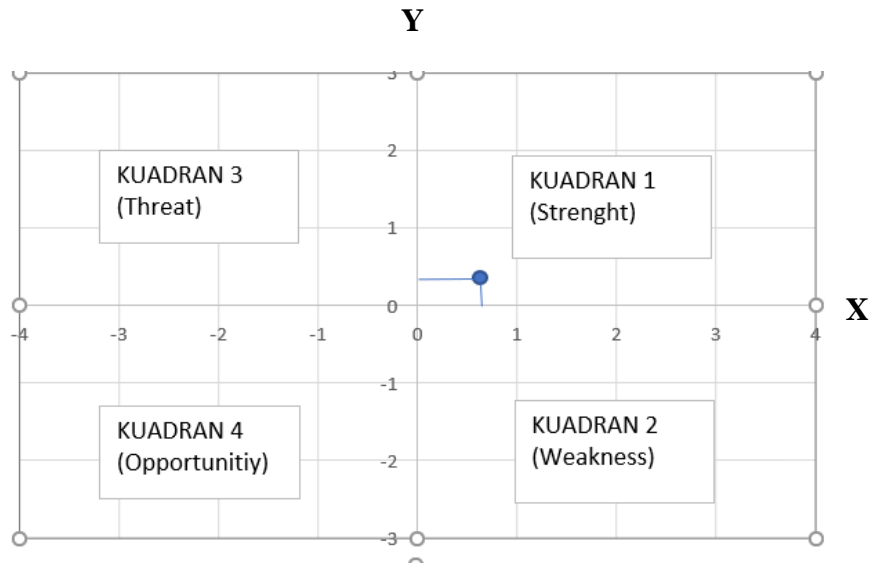 Y
3
KUADRAN 3
(Threat)
2
KUADRAN 1
(Strenght)
1
0
X
-4 -3 -2 -1 0 1 2 3 4
-1
KUADRAN 4
(Opportunitiy)
KUADRAN 2
(Weakness)
-2
-3